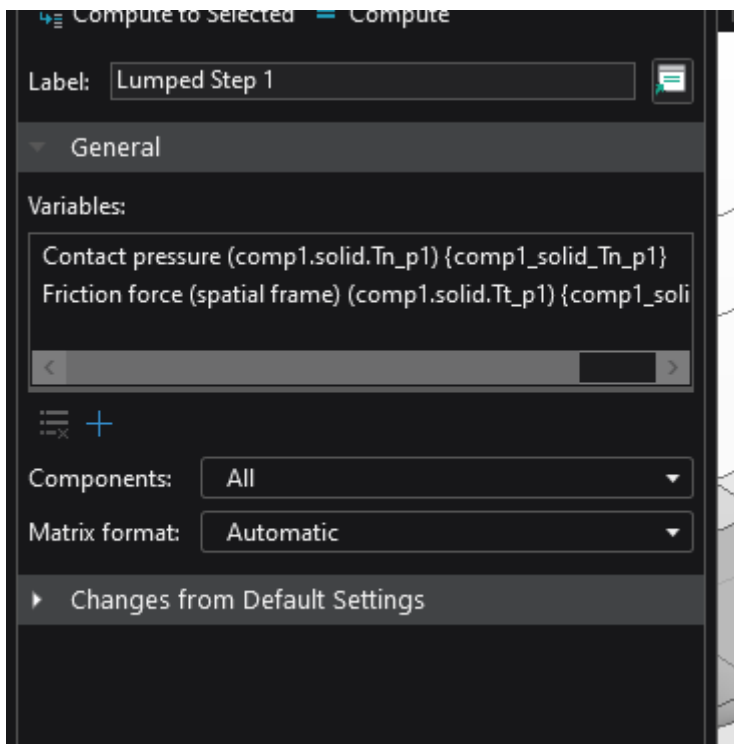 Compute to Selected = Compute
Label: Lumped Step 1
General
Variables:
Contact pressure (comp1.solid.Tn_p1) {comp1_solid_Tn_p1}
Friction force (spatial frame) (comp1.solid.Tt_p1) {comp1_soli
Components: All
Matrix format: Automatic
Changes from Default Settings